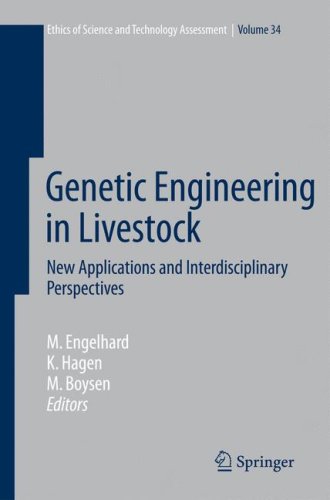 Ethics of Science and Technology Assessment | Volume 34
Genetic Engineering
in Livestock
New Applications and Interdisciplinary
Perspectives
M. Engelhard
K. Hagen
M. Boysen
Editors
Springer